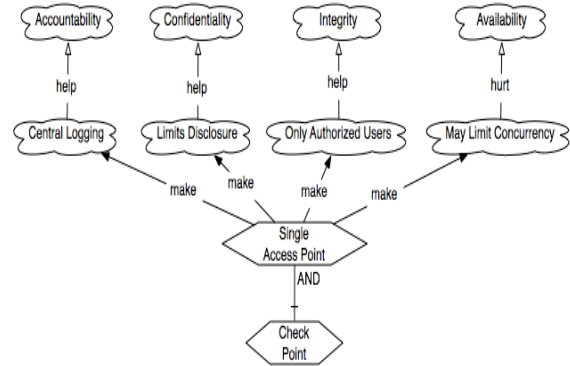 Accountability
Confidentiality
Integrity
Availability
help
help
help
hurt
Central Logging
Limits Disclosure
Only Authorized Users
May Limit Concurrency
make
make
make
make
Single
Access Point
AND
Check
Point